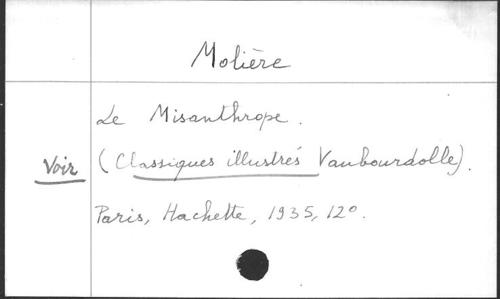 Molière
Le Misanthrope.
Voir (Classiques illustrés Vaubourdolle).
Paris, Hachette, 1935, 12°.